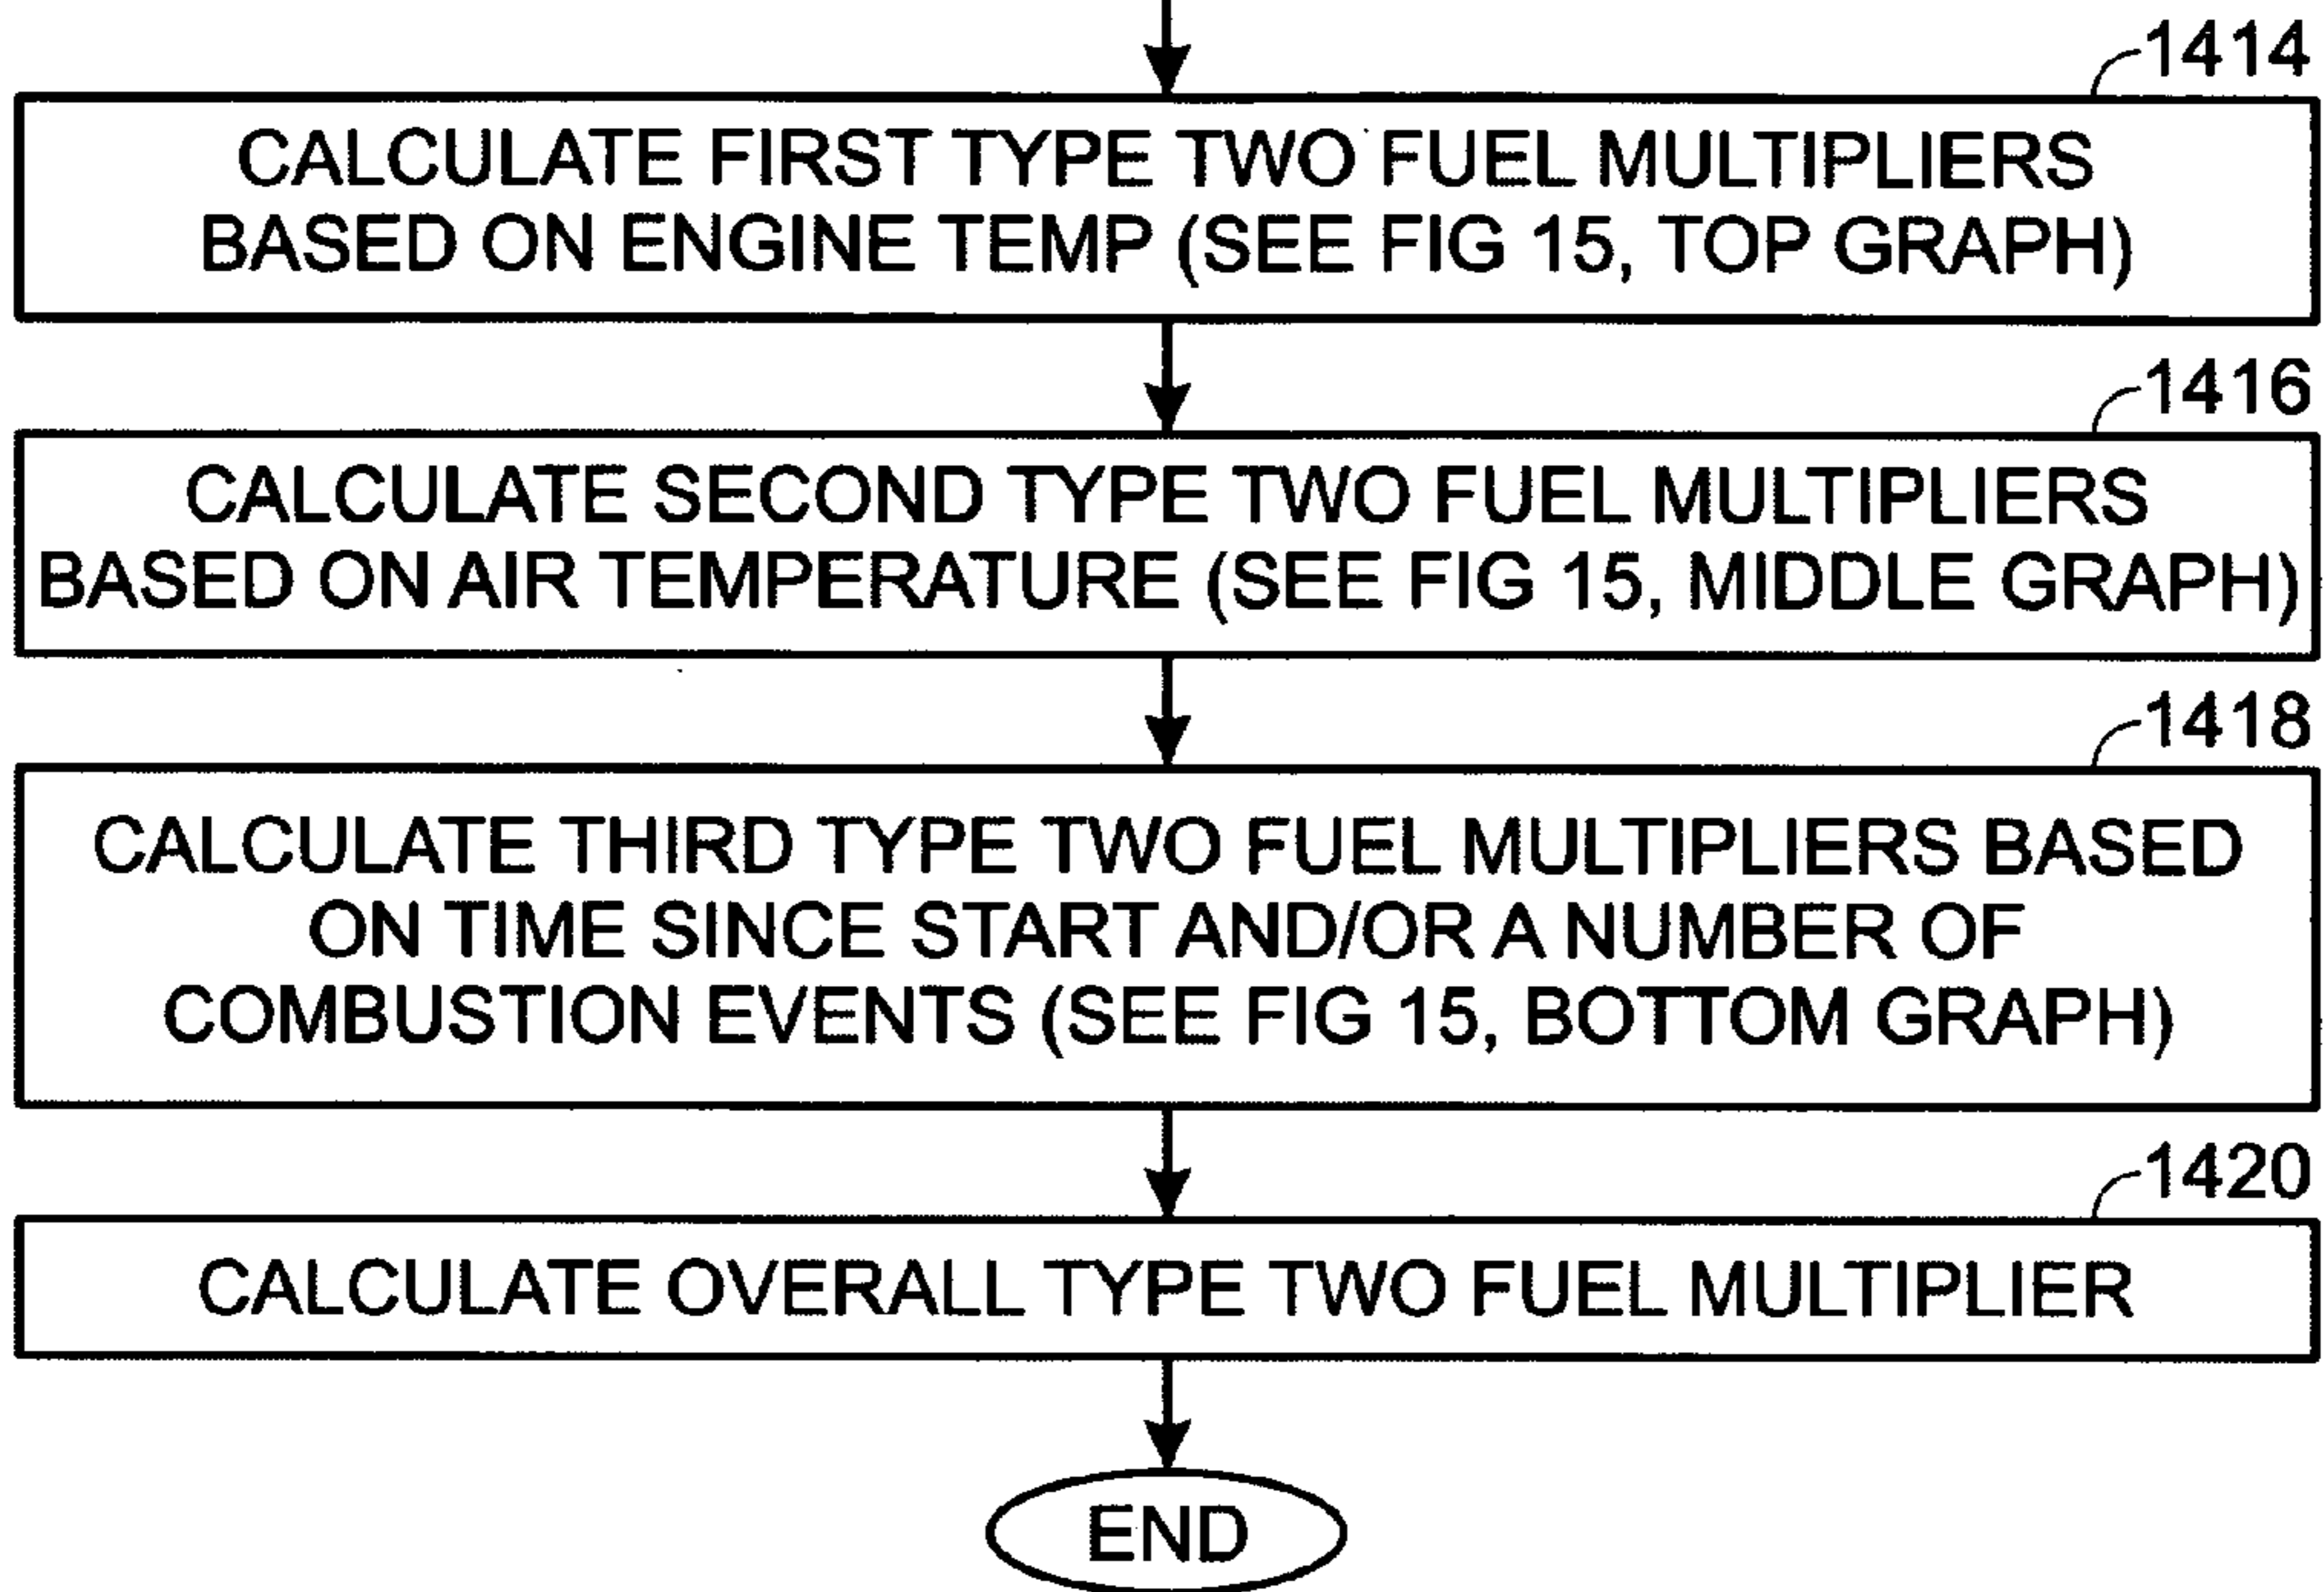 1414
CALCULATE FIRST TYPE TWO FUEL MULTIPLIERS
BASED ON ENGINE TEMP (SEE FIG 15, TOP GRAPH)
1416
CALCULATE SECOND TYPE TWO FUEL MULTIPLIERS
BASED ON AIR TEMPERATURE (SEE FIG 15, MIDDLE GRAPH)
1418
CALCULATE THIRD TYPE TWO FUEL MULTIPLIERS BASED
ON TIME SINCE START AND/OR A NUMBER OF
COMBUSTION EVENTS (SEE FIG 15, BOTTOM GRAPH)
1420
CALCULATE OVERALL TYPE TWO FUEL MULTIPLIER
END